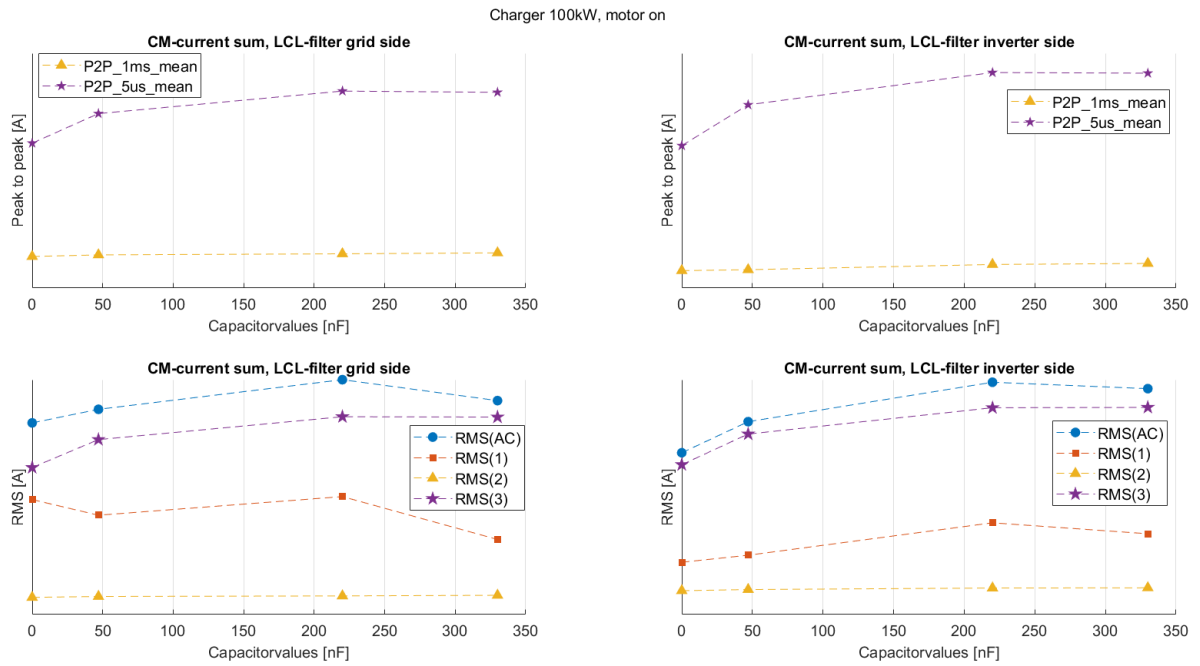 Charger 100kW, motor on
CM-current sum, LCL-filter grid side
P2P_1ms_mean
P2P_5us_mean
Peak to peak [A]
0 50 100 150 200 250 300 350
Capacitorvalues [nF]
CM-current sum, LCL-filter inverter side
P2P_1ms_mean
P2P_5us_mean
Peak to peak [A]
0 50 100 150 200 250 300 350
Capacitorvalues [nF]
CM-current sum, LCL-filter grid side
RMS(AC)
RMS(1)
RMS(2)
RMS(3)
RMS [A]
0 50 100 150 200 250 300 350
Capacitorvalues [nF]
CM-current sum, LCL-filter inverter side
RMS(AC)
RMS(1)
RMS(2)
RMS(3)
RMS [A]
0 50 100 150 200 250 300 350
Capacitorvalues [nF]